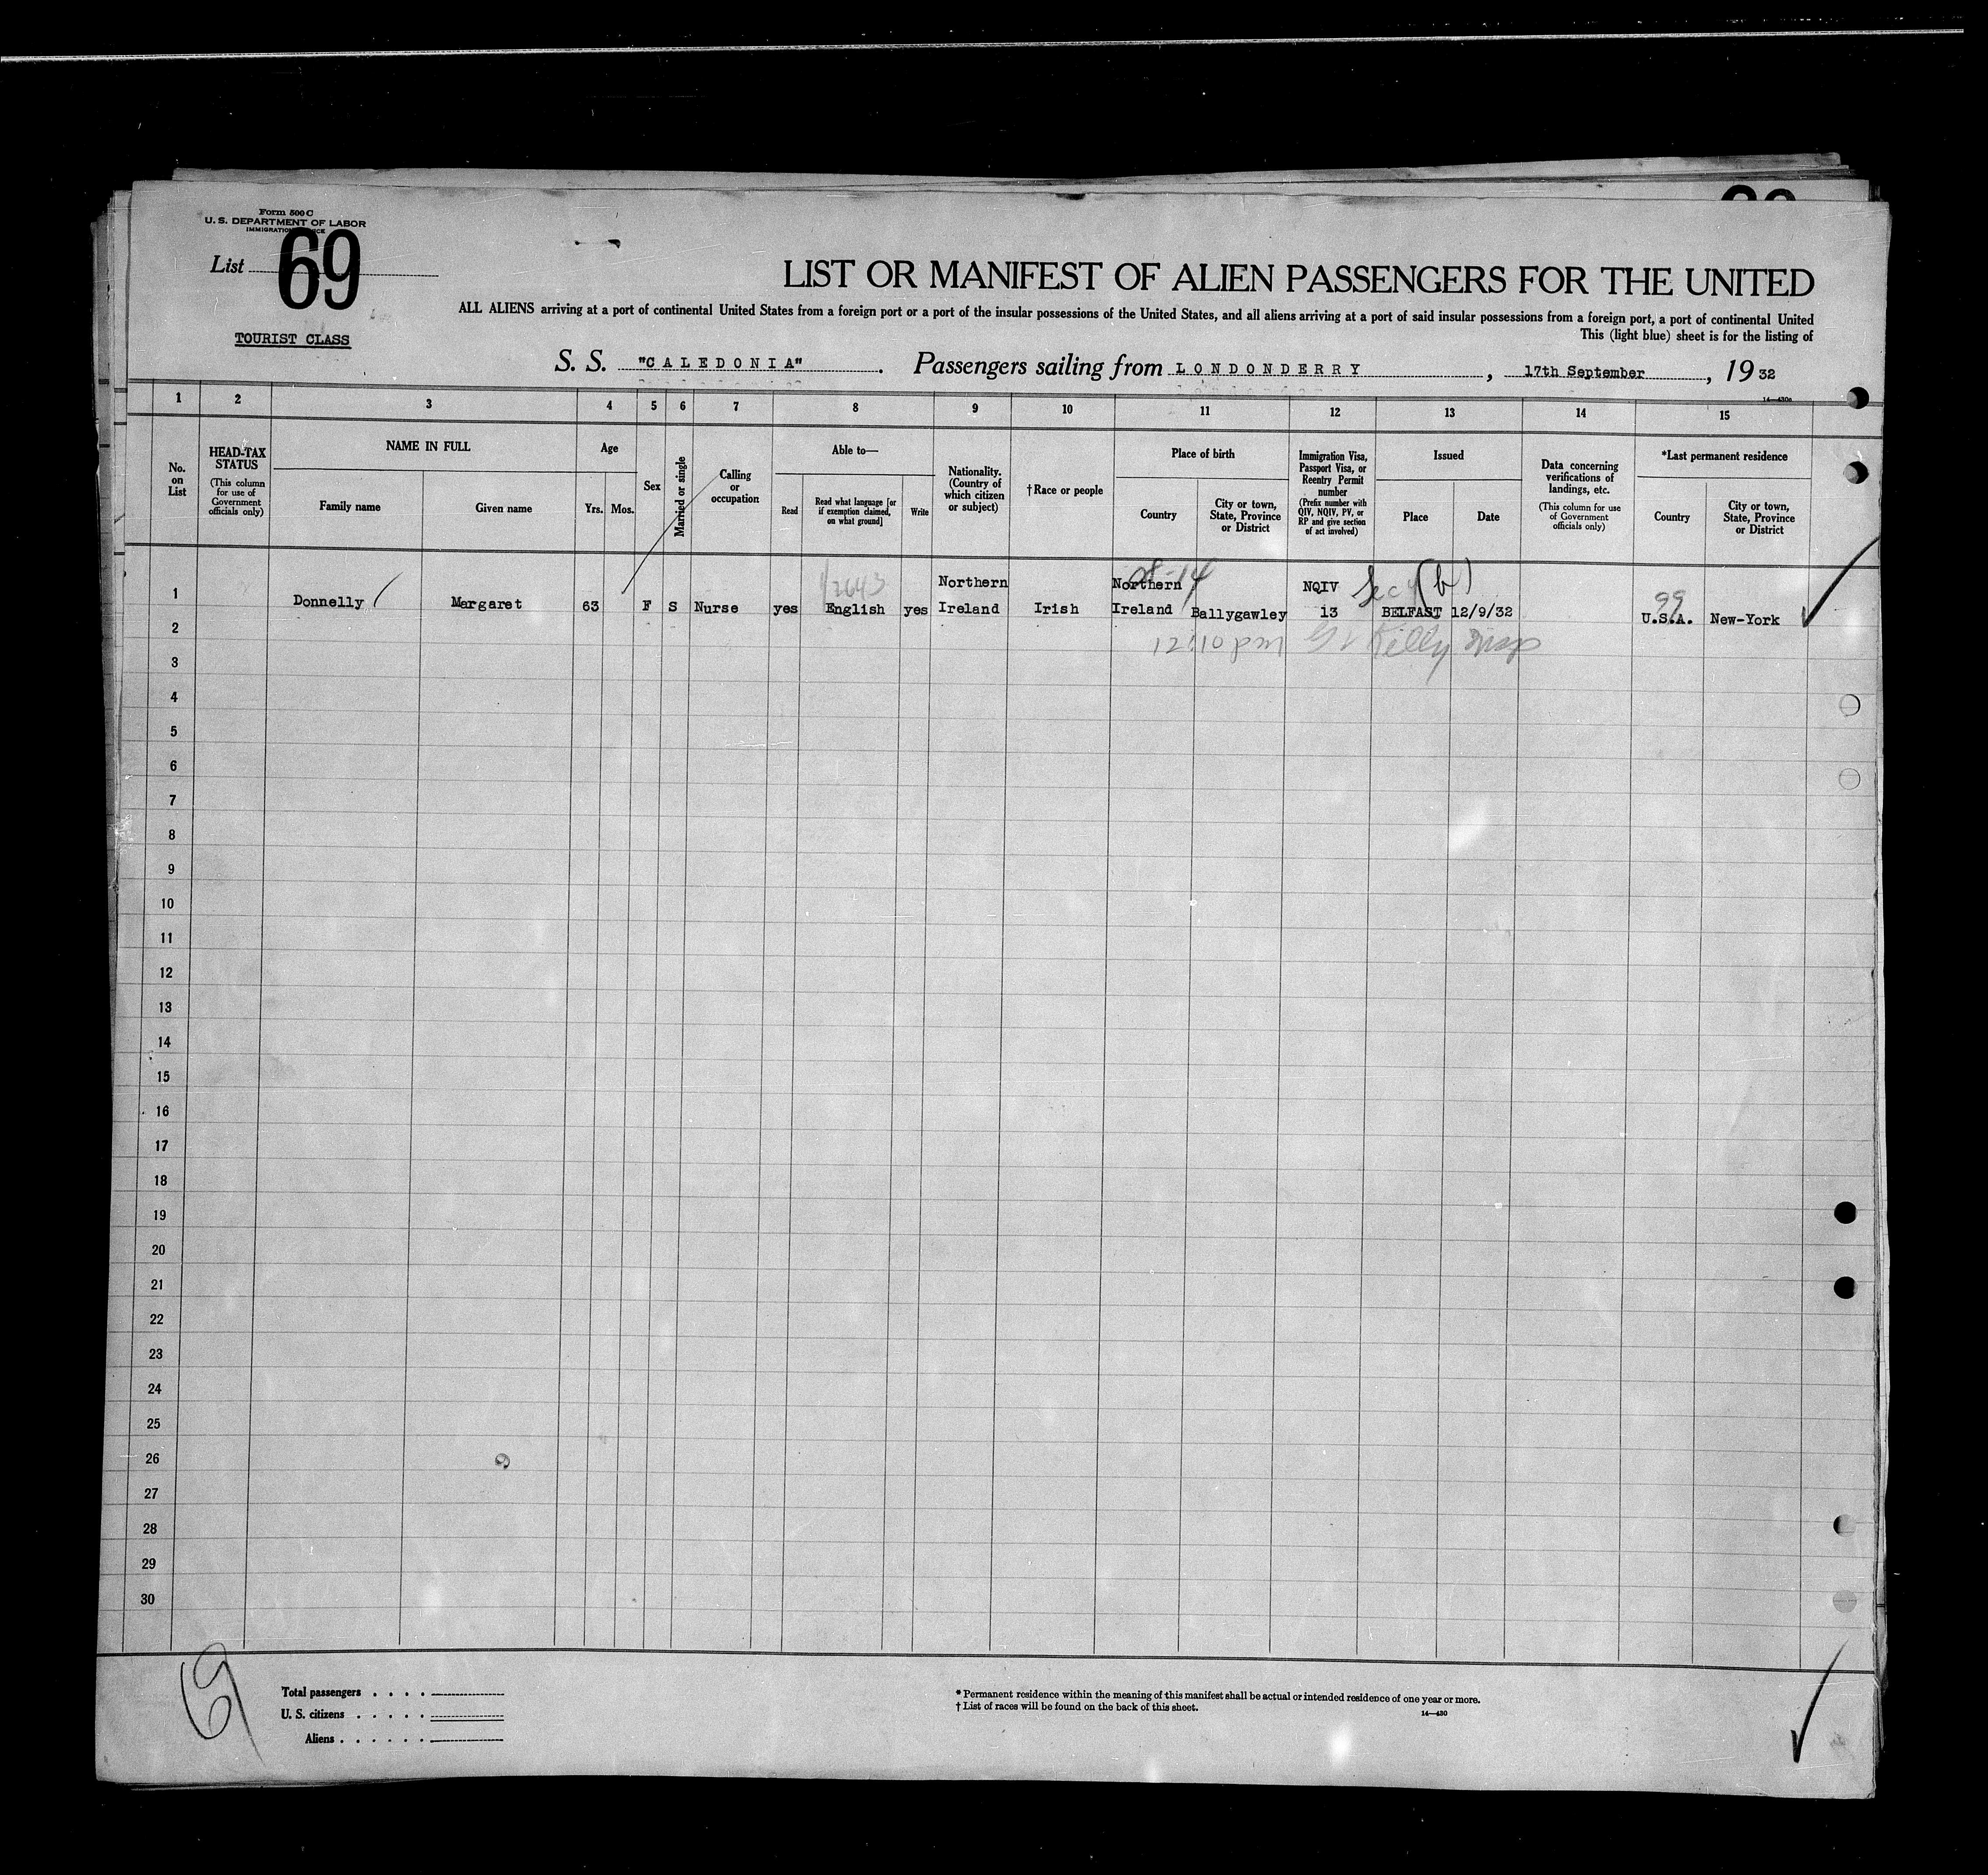 Form 500 C
U. S. DEPARTMENT OF LABOR
List 69
TOURIST CLASS
LIST OR MANIFEST OF ALIEN PASSENGERS FOR THE UNITED
ALL ALIENS arriving at a port of continental United States from a foreign port or a port of the insular possessions of the United States, and all aliens arriving at a port of said insular possessions from a foreign port, a port of continental United
This (light blue) sheet is for the listing of
S. S. "CALEDONIA". Passengers sailing from LONDONDERRY, 17th September, 1932
14—430a
1 2 3 4 5 6 7 8 9 10 11 12 13 14 15
No. on List
HEAD-TAX STATUS
(This column for use of Government officials only)
NAME IN FULL
Family name
Given name
Age
Yrs. Mos.
Sex
Married or single
Calling or occupation
Able to—
Read
Read what language [or if exemption claimed, on what ground]
Write
Nationality. (Country of which citizen or subject)
†Race or people
Place of birth
Country
City or town, State, Province or District
Immigration Visa, Passport Visa, or Reentry Permit number
(Prefix number with QIV, NQIV, PV, or RP and give section of act involved)
Issued
Place
Date
Data concerning verifications of landings, etc.
(This column for use of Government officials only)
*Last permanent residence
Country
City or town, State, Province or District
1 Donnelly Margaret 63 F S Nurse yes English yes Northern Ireland Irish Northern Ireland Ballygawley NQIV 13 Sec 4 (b) BELFAST 12/9/32 99 U.S.A. New-York
2 12:10 pm Killy Insp
3
4
5
6
7
8
9
10
11
12
13
14
15
16
17
18
19
20
21
22
23
24
25
26
27
28
29
30
69
Total passengers . . . .
U. S. citizens . . . . .
Aliens . . . . . .
* Permanent residence within the meaning of this manifest shall be actual or intended residence of one year or more.
† List of races will be found on the back of this sheet.
14—430